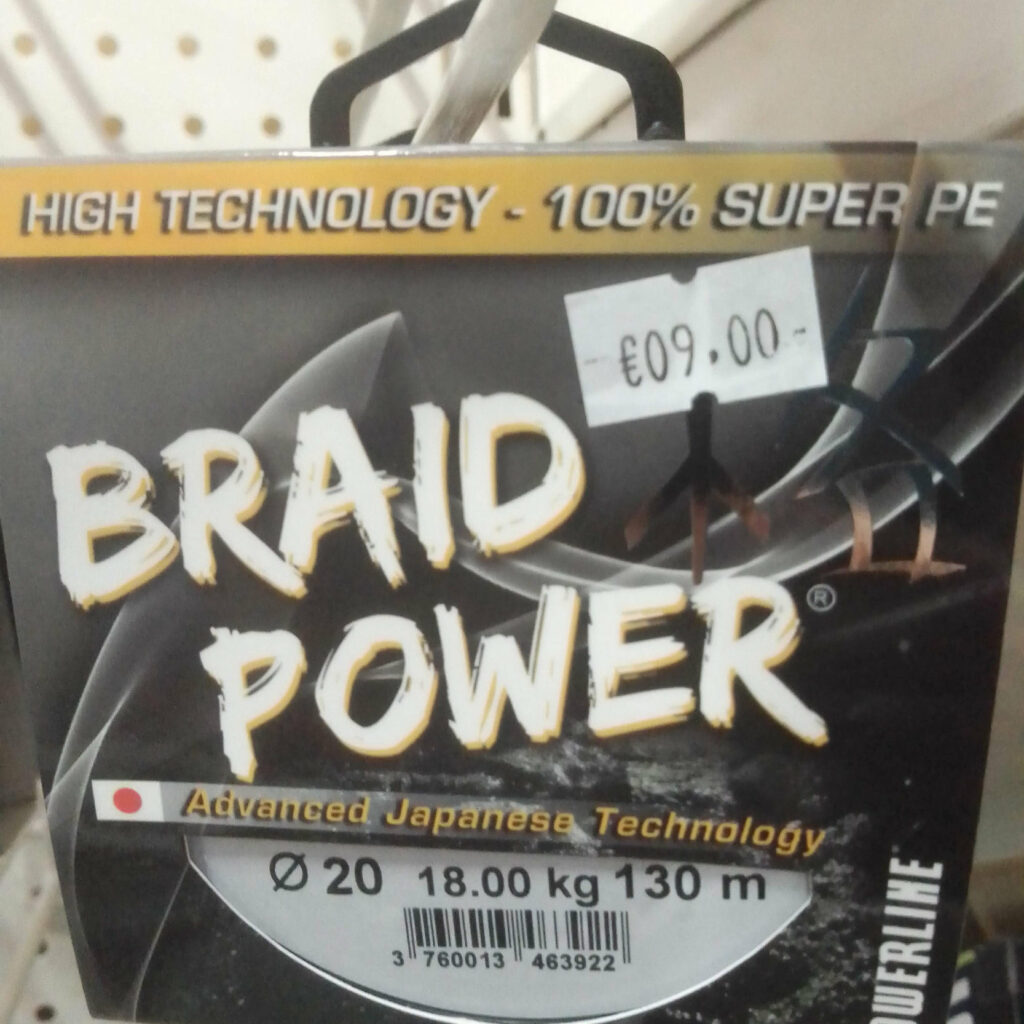 HIGH TECHNOLOGY - 100% SUPER PE
- €09.00 -
BRAID
POWER®
Advanced Japanese Technology
Ø 20 18.00 kg 130 m
3 760013 463922
OWERLINE